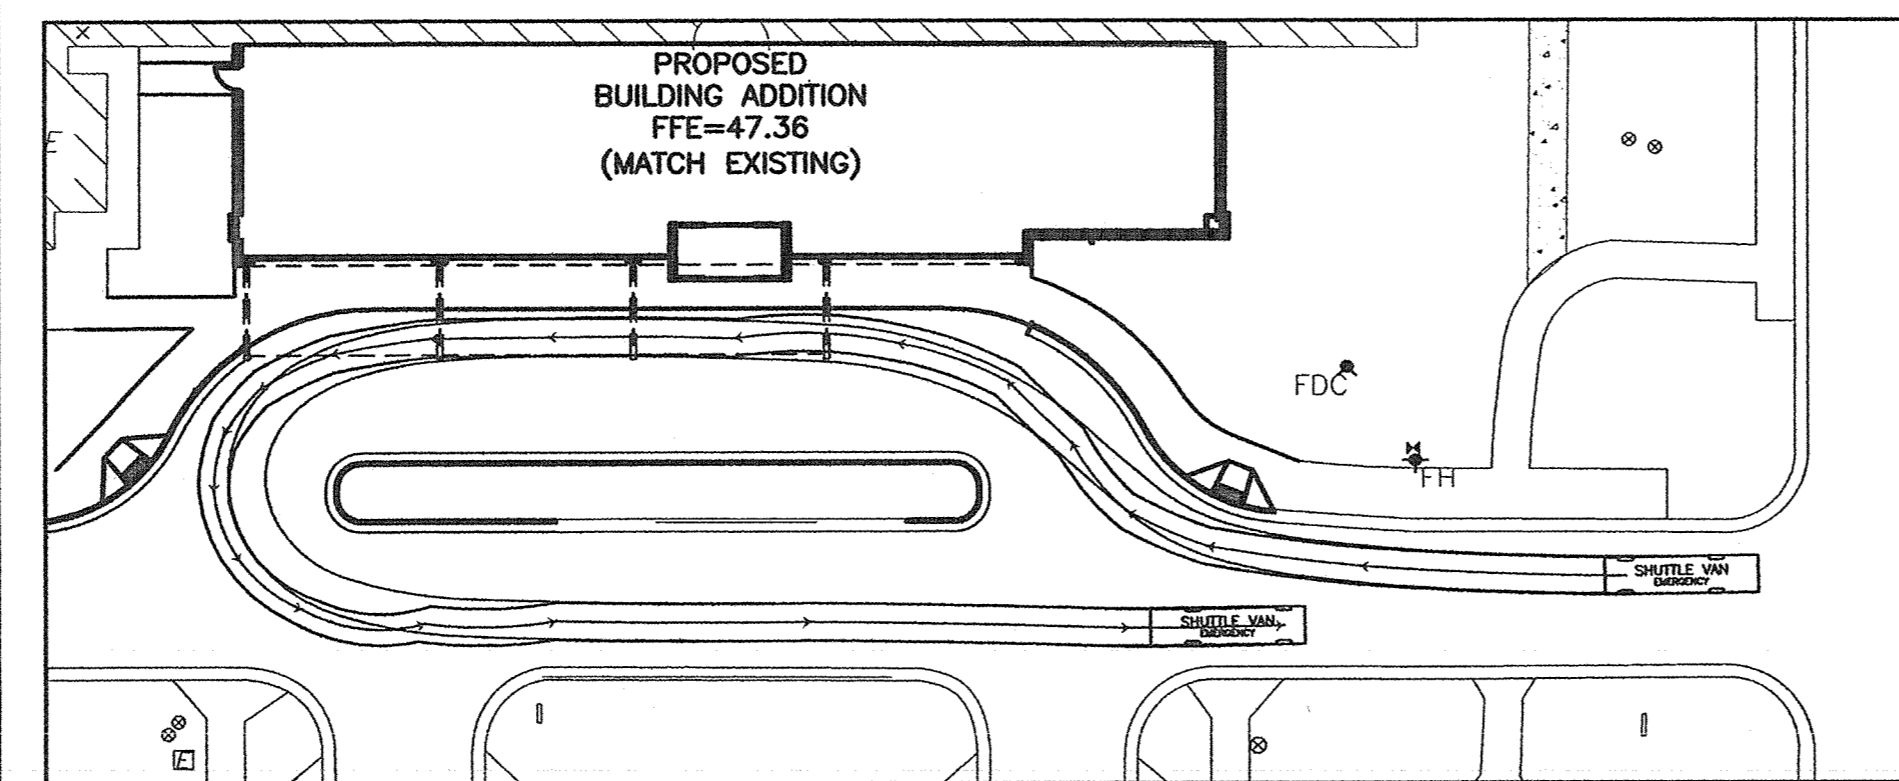 PROPOSED
BUILDING ADDITION
FFE=47.36
(MATCH EXISTING)
E
FDC
FH
SHUTTLE VAN
EMERGENCY
SHUTTLE VAN
EMERGENCY
E